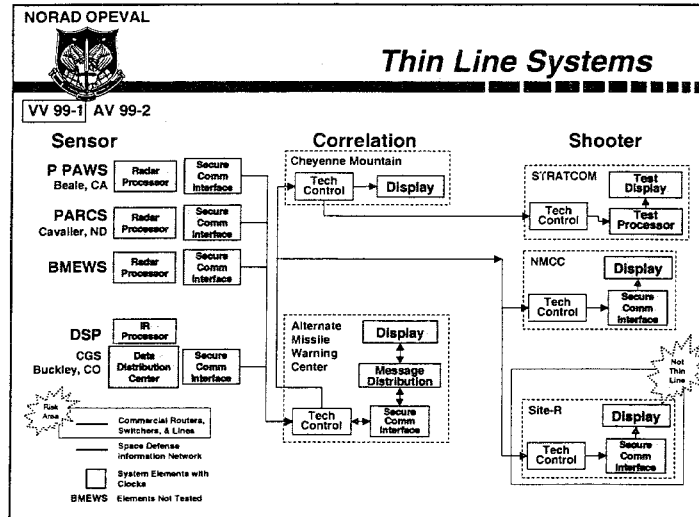 NORAD OPEVAL
Thin Line Systems
VV 99-1 AV 99-2
Sensor
P PAWS
Beale, CA
Radar
Processor
Secure
Comm
Interface
PARCS
Cavalier, ND
Radar
Processor
Secure
Comm
Interface
BMEWS
Radar
Processor
Secure
Comm
Interface
DSP
CGS
Buckley, CO
IR
Processor
Data
Distribution
Center
Secure
Comm
Interface
Risk
Area
Commercial Routers,
Switchers, & Lines
Space Defense
Information Network
System Elements with
Clocks
BMEWS Elements Not Tested
Correlation
Cheyenne Mountain
Tech
Control
Display
Alternate
Missile
Warning
Center
Display
Message
Distribution
Tech
Control
Secure
Comm
Interface
Shooter
STRATCOM
Test
Display
Tech
Control
Test
Processor
NMCC
Display
Tech
Control
Secure
Comm
Interface
Not
Thin
Line
Site-R
Display
Tech
Control
Secure
Comm
Interface